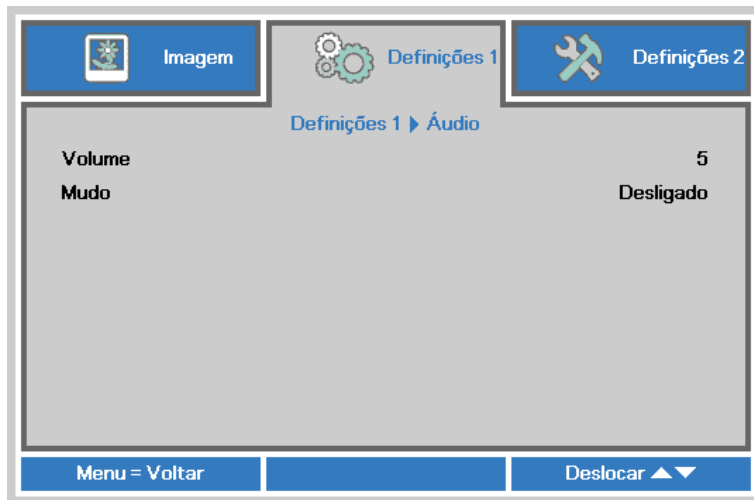 Imagem
Definições 1
Definições 2
Definições 1 ▶ Áudio
Volume 5
Mudo Desligado
Menu = Voltar
Deslocar ▲▼